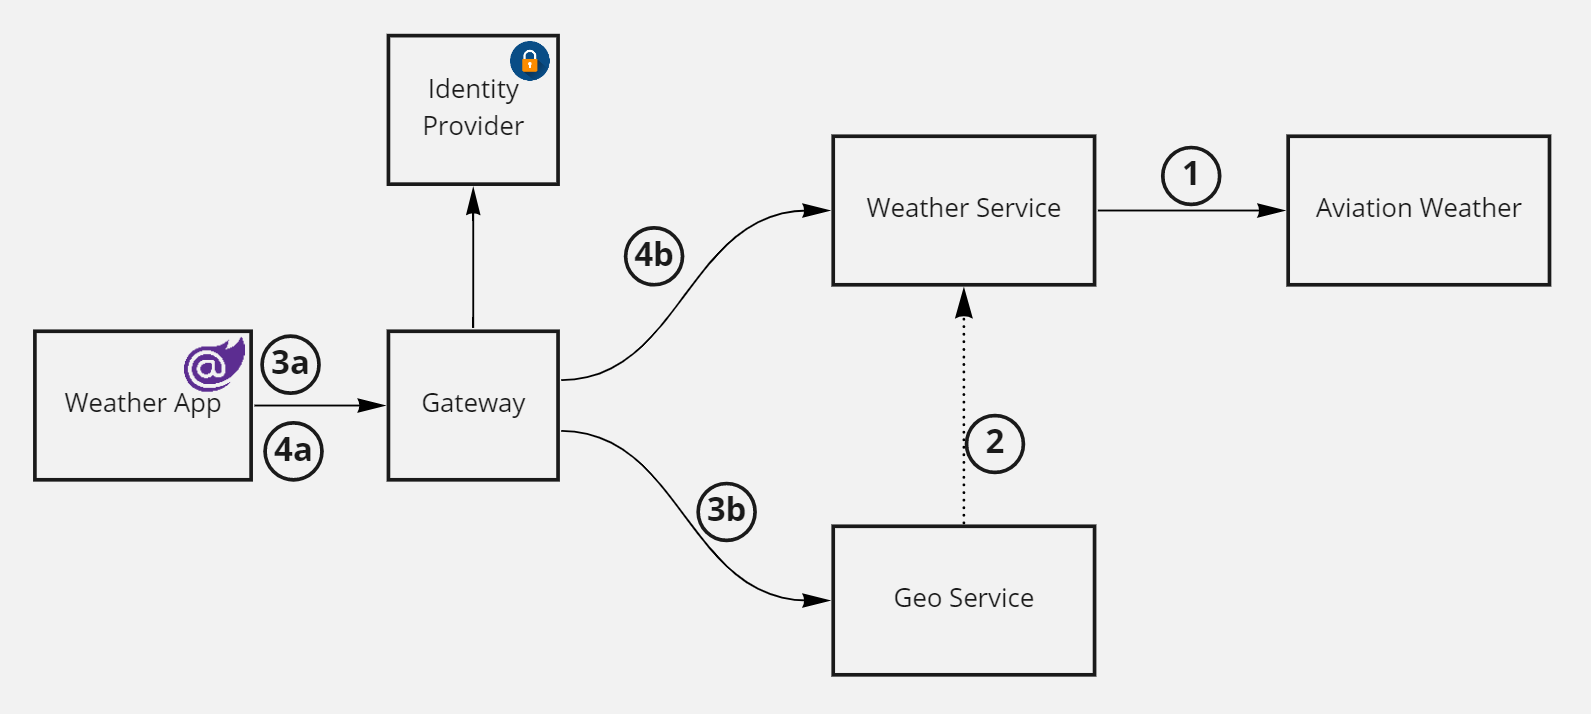 Identity
Provider
1
Weather Service
Aviation Weather
4b
3a
Weather App
Gateway
4a
2
3b
Geo Service